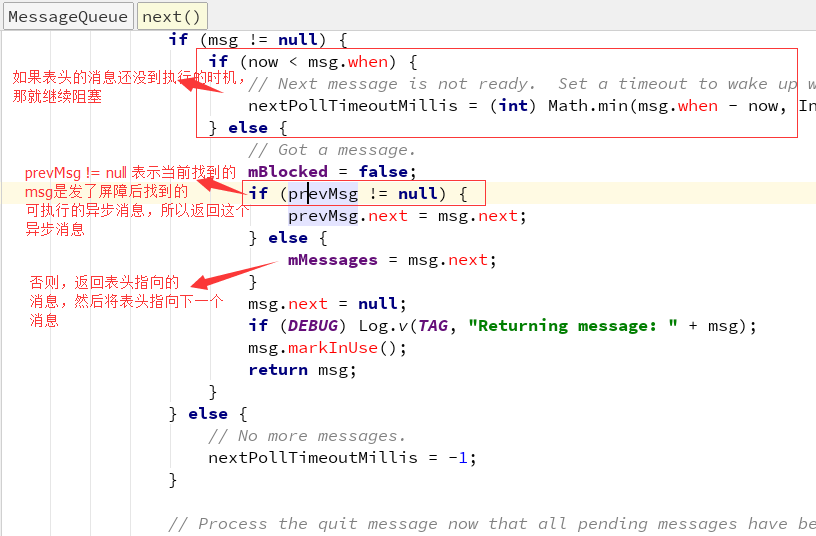 MessageQueue next()
if (msg != null) {
if (now < msg.when) {
如果表头的消息还没到执行的时机，
那就继续阻塞
// Next message is not ready.  Set a timeout to wake up w
nextPollTimeoutMillis = (int) Math.min(msg.when - now, In
} else {
// Got a message.
mBlocked = false;
prevMsg != null 表示当前找到的
msg是发了屏障后找到的
可执行的异步消息，所以返回这个
异步消息
if (prevMsg != null) {
prevMsg.next = msg.next;
} else {
mMessages = msg.next;
}
否则，返回表头指向的
消息，然后将表头指向下一个
消息
msg.next = null;
if (DEBUG) Log.v(TAG, "Returning message: " + msg);
msg.markInUse();
return msg;
}
} else {
// No more messages.
nextPollTimeoutMillis = -1;
}
// Process the quit message now that all pending messages have be